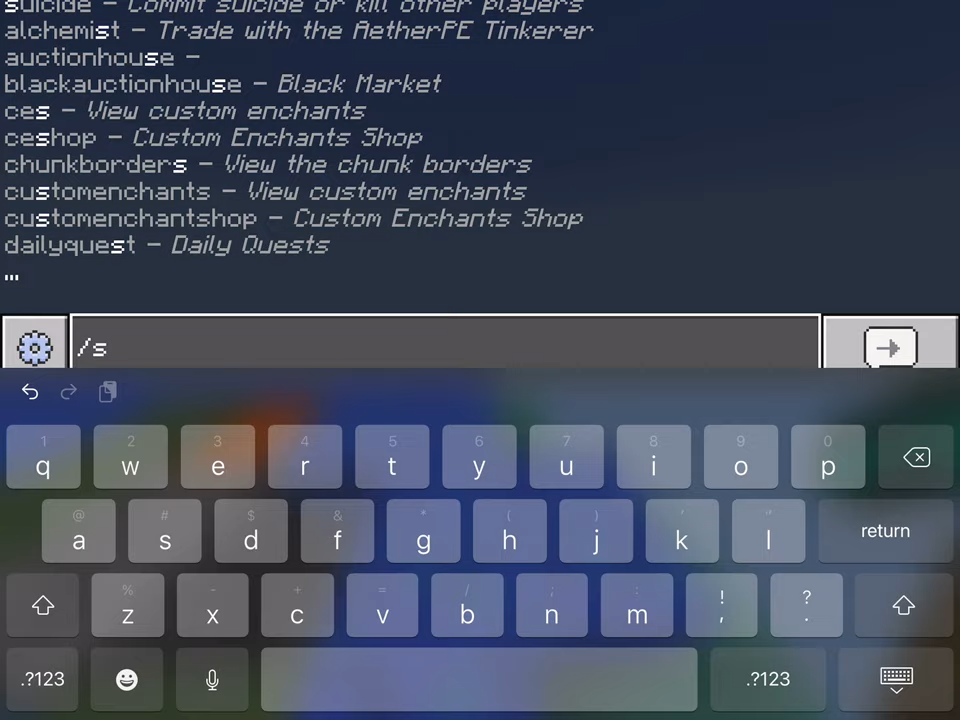 suicide – Commit suicide or kill other players
alchemist – Trade with the AetherPE Tinkerer
auctionhouse –
blackauctionhouse – Black Market
ces – View custom enchants
ceshop – Custom Enchants Shop
chunkborders – View the chunk borders
customenchants – View custom enchants
customenchantshop – Custom Enchants Shop
dailyquest – Daily Quests
...
/s
1 2 3 4 5 6 7 8 9 0
q w e r t y u i o p
@ # $ & * ( ) ' "
a s d f g h j k l return
% - + = / ; :
z x c v b n m ! , ? .
.?123 .?123